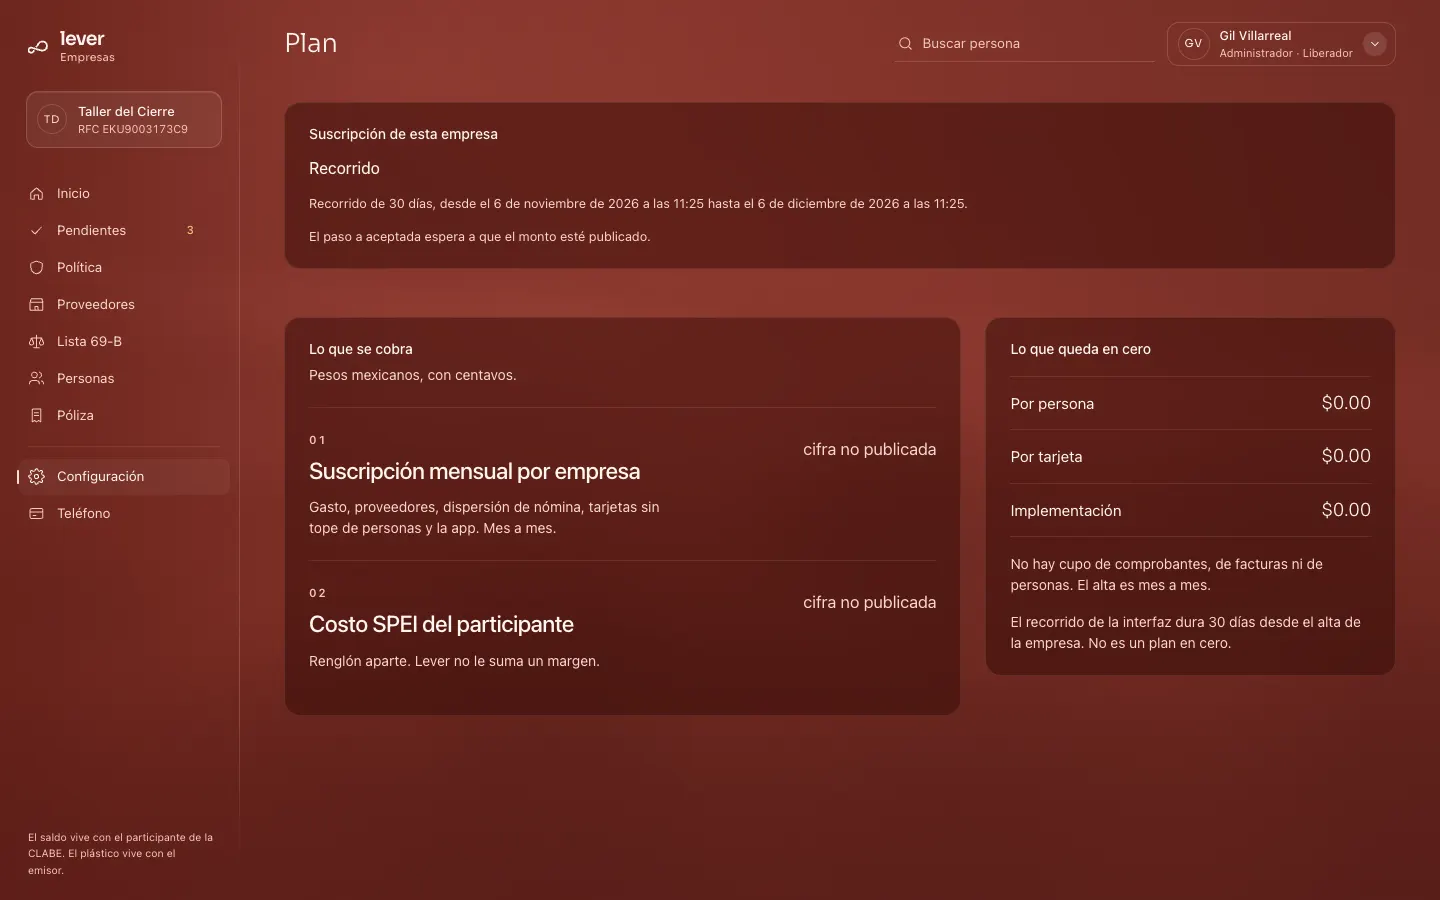 lever
Empresas
TD
Taller del Cierre
RFC EKU9003173C9
Inicio
Pendientes 3
Política
Proveedores
Lista 69-B
Personas
Póliza
Configuración
Teléfono
El saldo vive con el participante de la
CLABE. El plástico vive con el
emisor.
Plan
Buscar persona
GV
Gil Villarreal
Administrador · Liberador
Suscripción de esta empresa
Recorrido
Recorrido de 30 días, desde el 6 de noviembre de 2026 a las 11:25 hasta el 6 de diciembre de 2026 a las 11:25.
El paso a aceptada espera a que el monto esté publicado.
Lo que se cobra
Pesos mexicanos, con centavos.
01
Suscripción mensual por empresa
cifra no publicada
Gasto, proveedores, dispersión de nómina, tarjetas sin
tope de personas y la app. Mes a mes.
02
Costo SPEI del participante
cifra no publicada
Renglón aparte. Lever no le suma un margen.
Lo que queda en cero
Por persona $0.00
Por tarjeta $0.00
Implementación $0.00
No hay cupo de comprobantes, de facturas ni de
personas. El alta es mes a mes.
El recorrido de la interfaz dura 30 días desde el alta de
la empresa. No es un plan en cero.